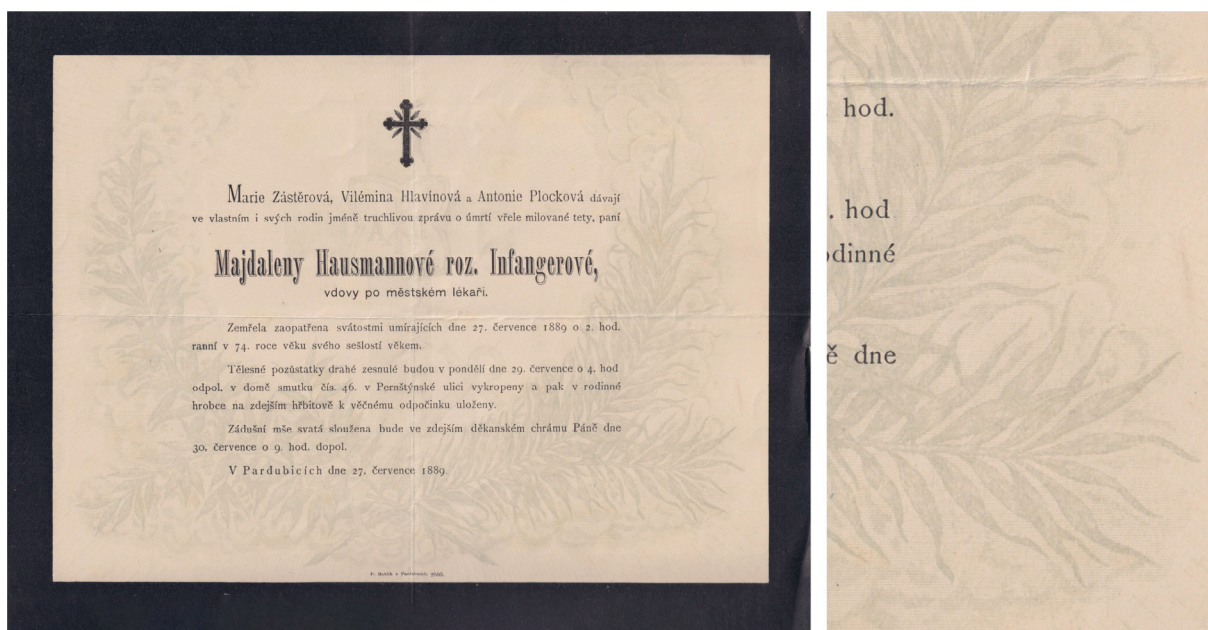 Marie Zástěrová, Vilémina Hlavínová a Antonie Plocková dávají
ve vlastním i svých rodin jméně truchlivou zprávu o úmrtí vřele milované tety, paní
Majdaleny Hausmannové roz. Infangerové,
vdovy po městském lékaři.
Zemřela zaopatřena svátostmi umírajících dne 27. července 1889 o 2. hod.
ranní v 74. roce věku svého sešlostí věkem.
Tělesné pozůstatky drahé zesnulé budou v pondělí dne 29. července o 4. hod
odpol. v domě smutku čís. 46. v Pernštýnské ulici vykropeny a pak v rodinné
hrobce na zdejším hřbitově k věčnému odpočinku uloženy.
Zádušní mše svatá sloužena bude ve zdejším děkanském chrámu Páně dne
30. července o 9. hod. dopol.
V Pardubicích dne 27. července 1889.
hod.
. hod
odinné
ě dne